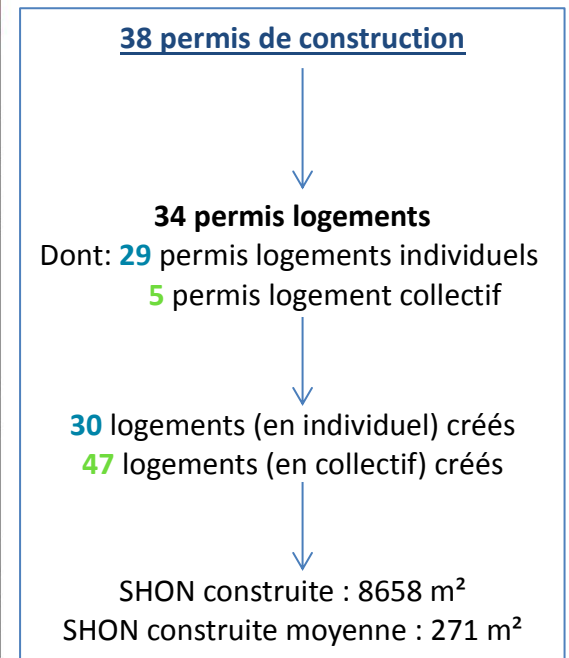 38 permis de construction
34 permis logements
Dont: 29 permis logements individuels
5 permis logement collectif
30 logements (en individuel) créés
47 logements (en collectif) créés
SHON construite : 8658 m²
SHON construite moyenne : 271 m²